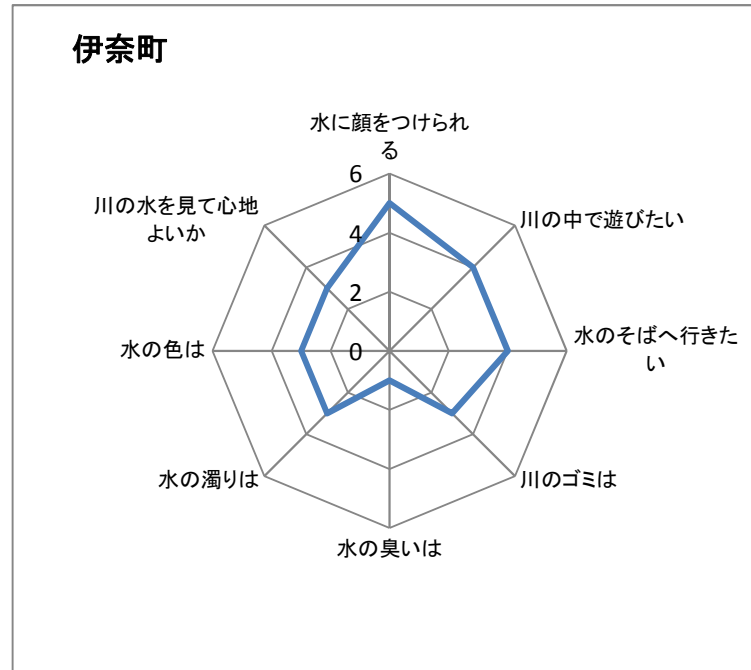 伊奈町
水に顔をつけられ
る
川の中で遊びたい
水のそばへ行きた
い
川のゴミは
水の臭いは
水の濁りは
水の色は
川の水を見て心地
よいか
6
4
2
0